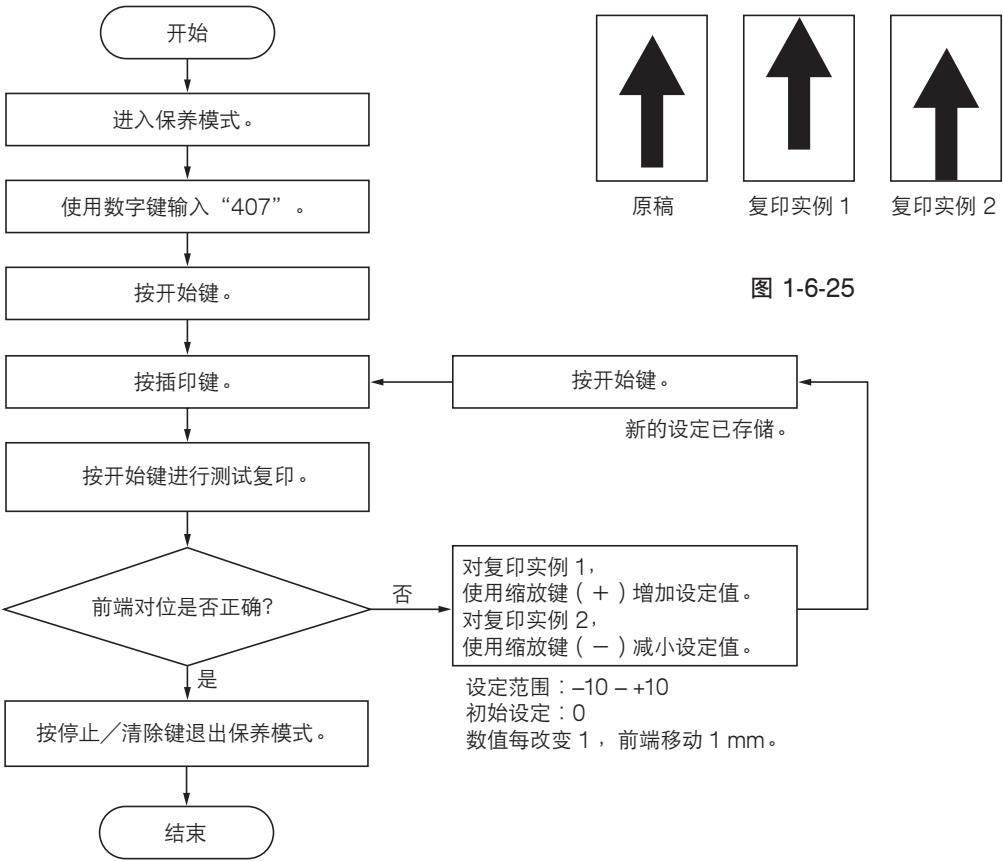 开始
进入保养模式。
使用数字键输入“407”。
按开始键。
按插印键。
按开始键进行测试复印。
前端对位是否正确?
是
按停止／清除键退出保养模式。
结束
否
对复印实例 1，
使用缩放键（＋）增加设定值。
对复印实例 2，
使用缩放键（－）减小设定值。
设定范围：–10 – +10
初始设定：0
数值每改变 1，前端移动 1 mm。
按开始键。
新的设定已存储。
原稿
复印实例 1
复印实例 2
图 1-6-25